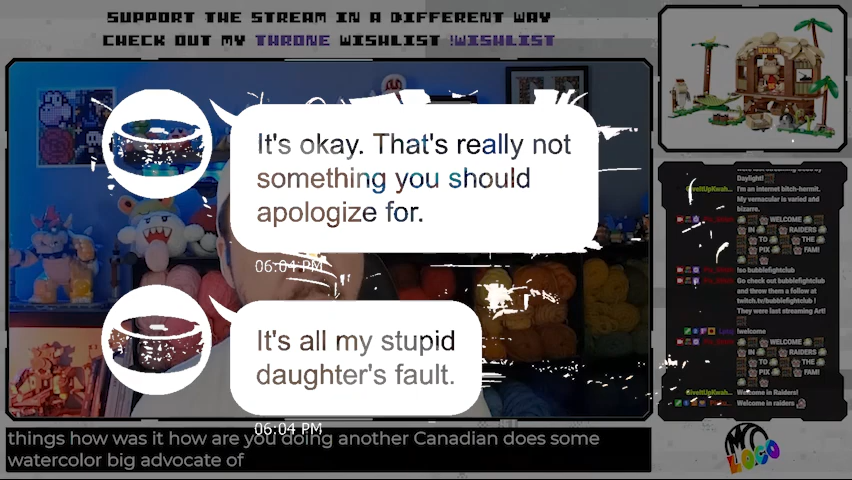 SUPPORT THE STREAM IN A DIFFERENT WAY
CHECK OUT MY THRONE WISHLIST !WISHLIST
It's okay. That's really not
something you should
apologize for.
06:04 PM
It's all my stupid
daughter's fault.
06:04 PM
things how was it how are you doing another Canadian does some
watercolor big advocate of
Daylight!
I'm an internet bitch-hermit.
My vernacular is varied and
bizarre.
WELCOME
IN RAIDERS
TO THE
PIX FAM!
!so bubblefightclub
Go check out bubblefightclub
and throw them a follow at
twitch.tv/bubblefightclub !
They were last streaming Art!
!welcome
WELCOME
IN RAIDERS
TO THE
PIX FAM!
Welcome in Raiders!
Welcome in raiders
MY
LOCO